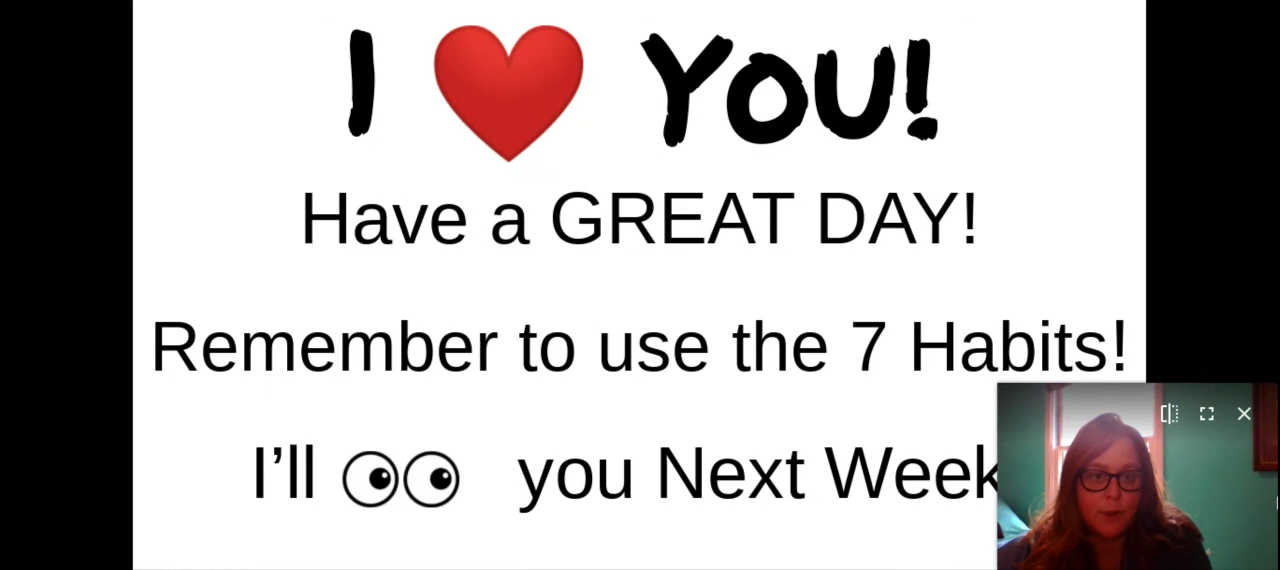 I ❤️ You!
Have a GREAT DAY!
Remember to use the 7 Habits!
I’ll 👀 you Next Week